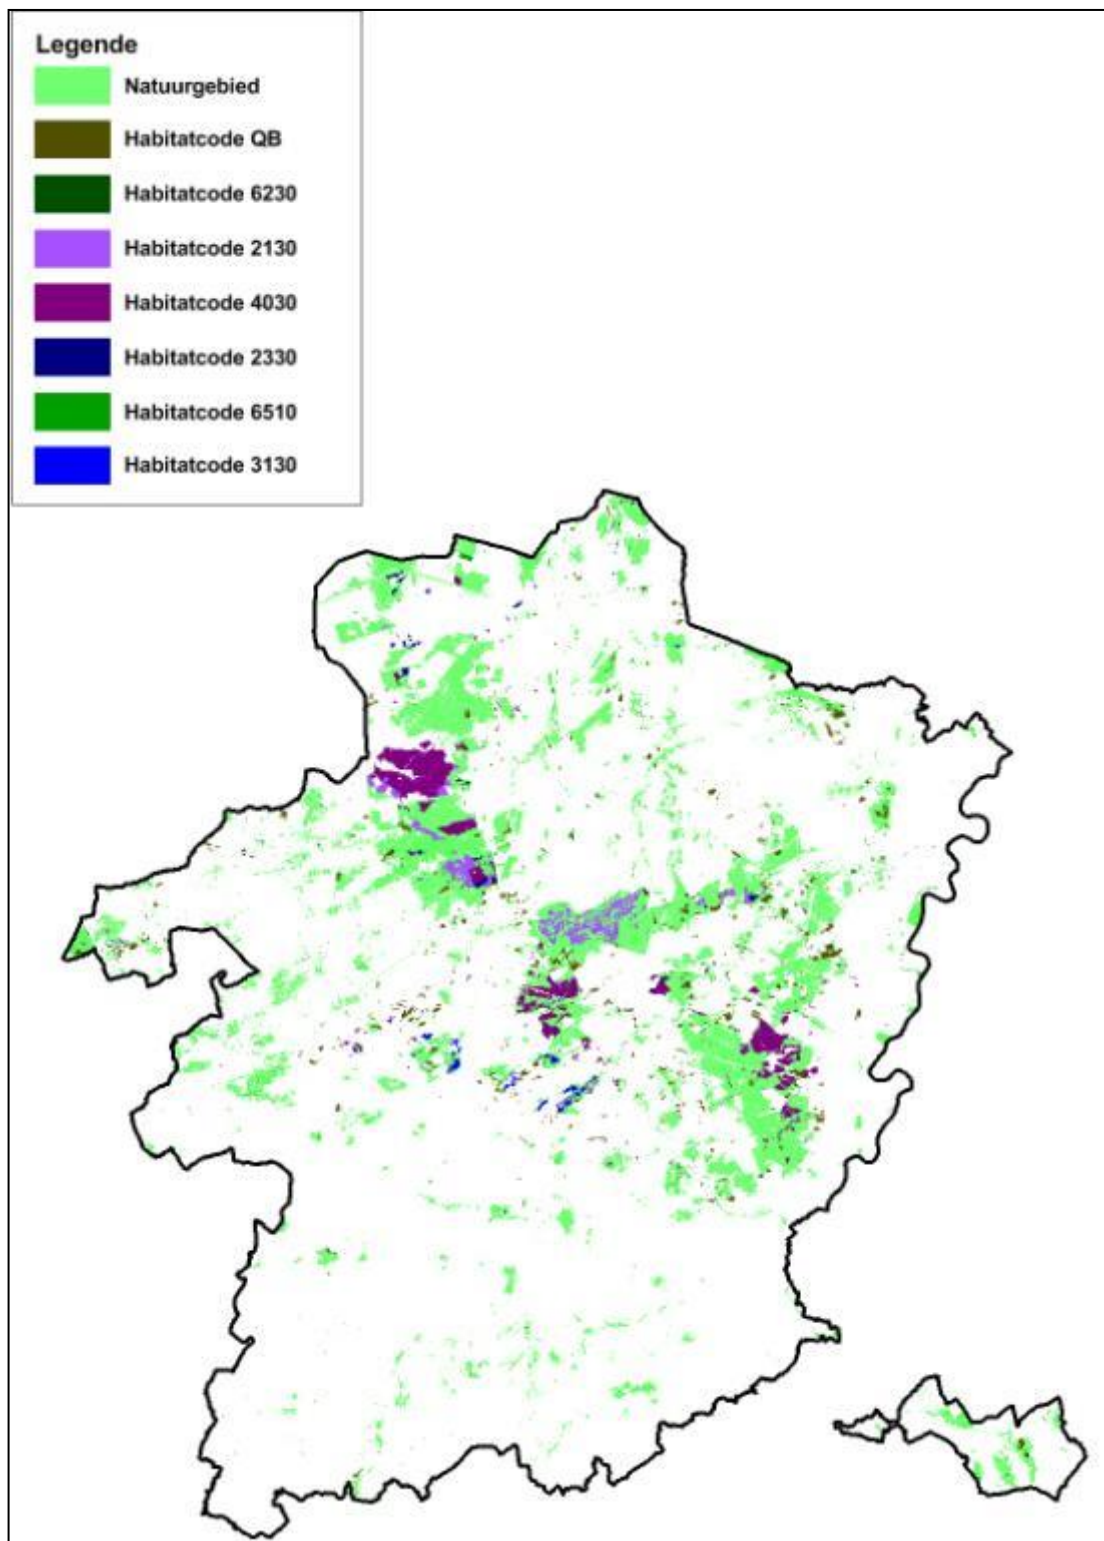 Legende
Natuurgebied
Habitatcode QB
Habitatcode 6230
Habitatcode 2130
Habitatcode 4030
Habitatcode 2330
Habitatcode 6510
Habitatcode 3130